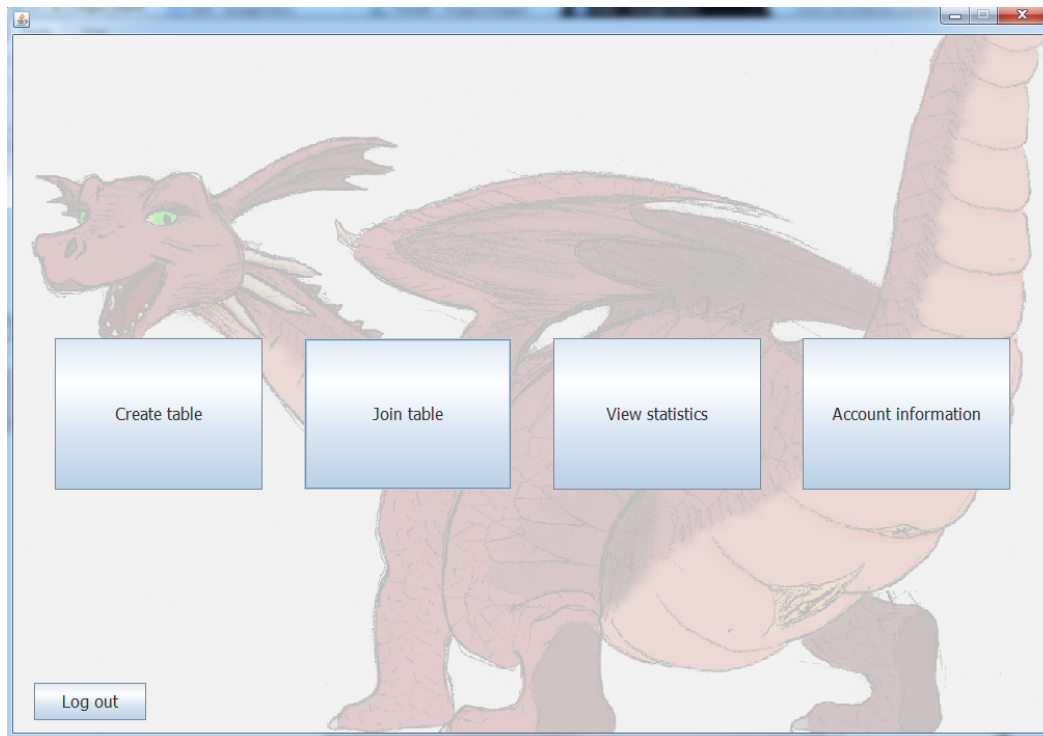 Create table
Join table
View statistics
Account information
Log out